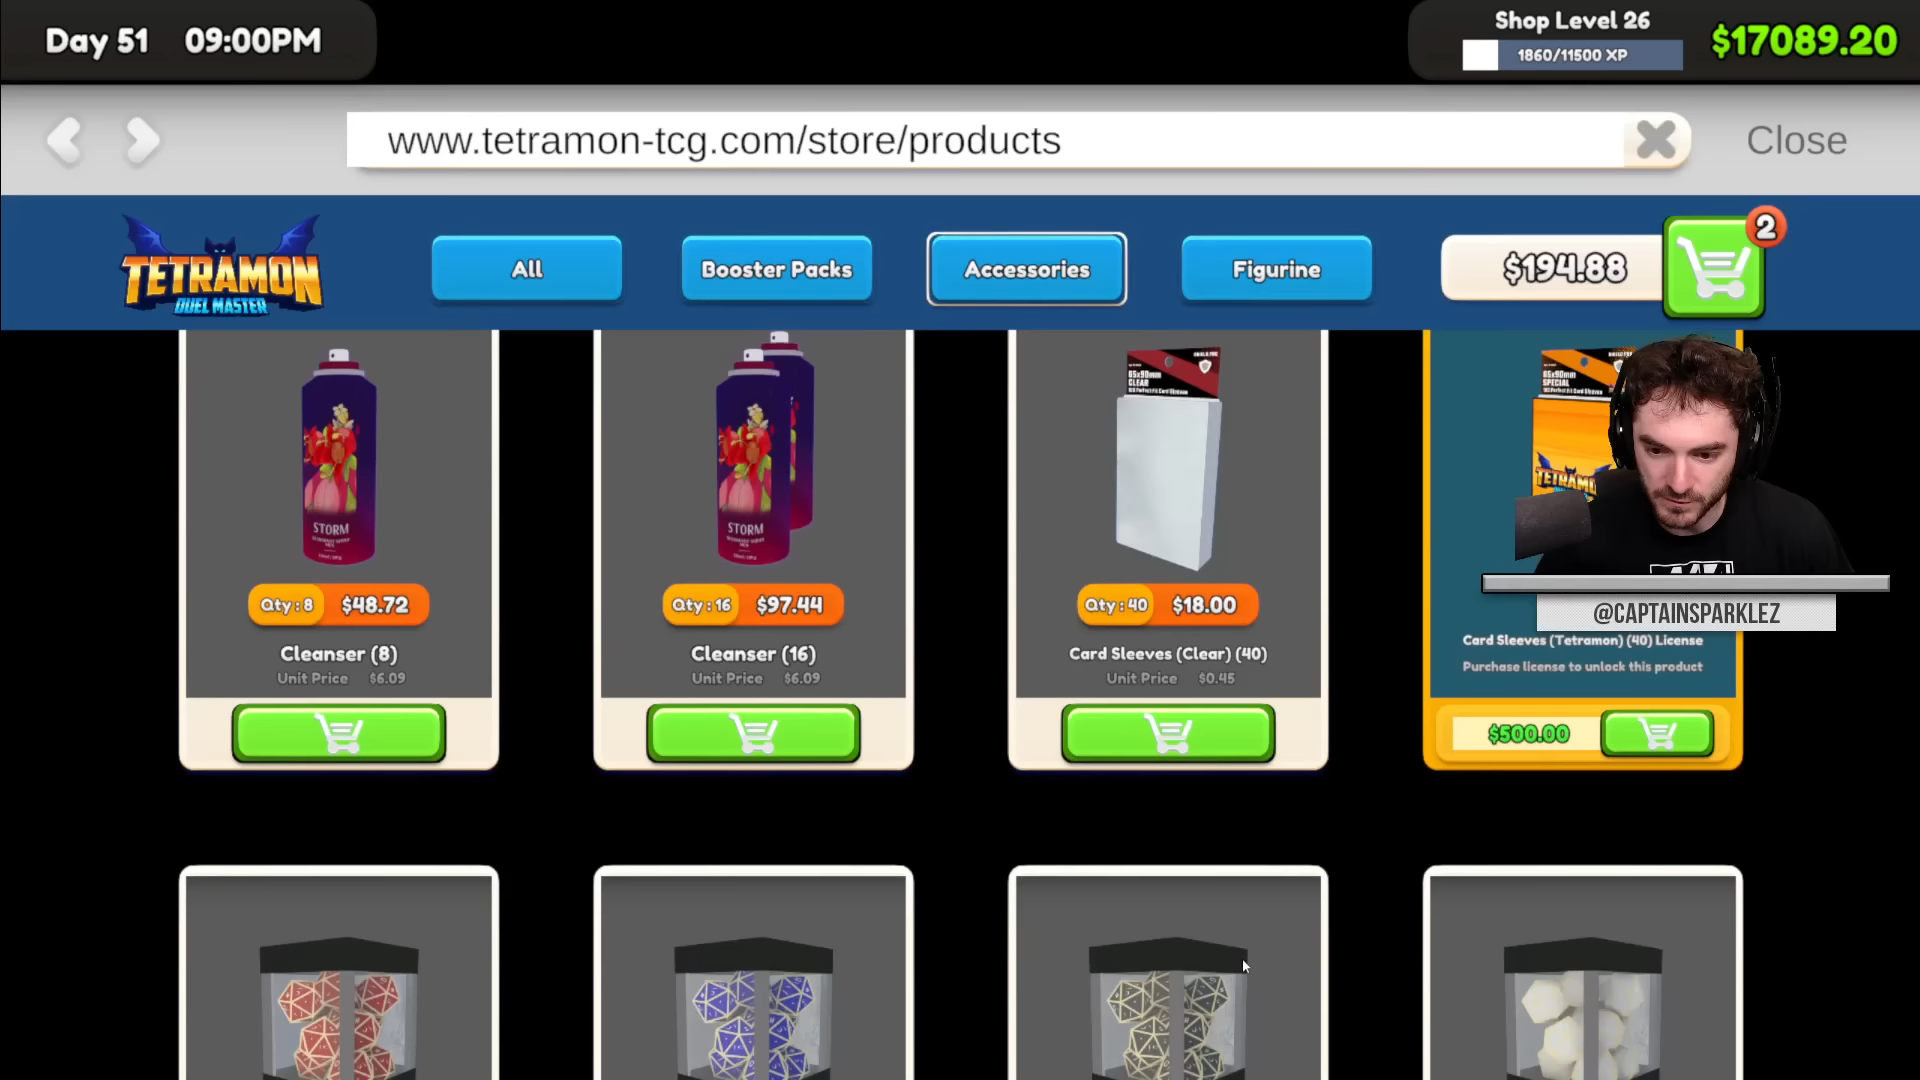 Day 51 09:00PM
Shop Level 26
1860/11500 XP
$17089.20
www.tetramon-tcg.com/store/products
Close
TETRAMON
DUEL MASTER
All
Booster Packs
Accessories
Figurine
$194.88
2
STORM
Qty : 8 $48.72
Cleanser (8)
Unit Price $6.09
STORM
Qty : 16 $97.44
Cleanser (16)
Unit Price $6.09
65x90mm
CLEAR
Qty : 40 $18.00
Card Sleeves (Clear) (40)
Unit Price $0.45
65x90mm
SPECIAL
@CAPTAINSPARKLEZ
Card Sleeves (Tetramon) (40) License
Purchase license to unlock this product
$500.00